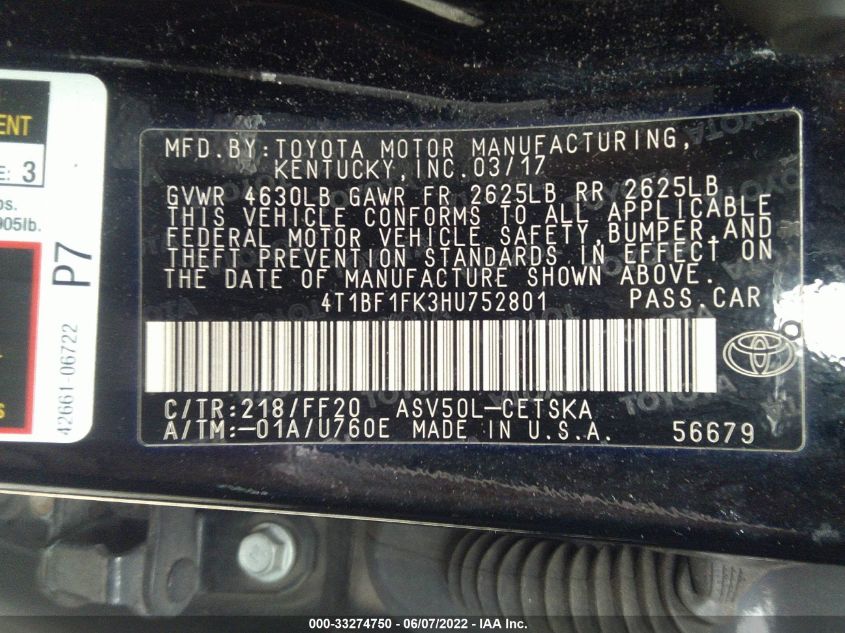 ENT
E: 3
os.
905lb.
P7
42661-06722
MFD.BY:TOYOTA MOTOR MANUFACTURING,
KENTUCKY,INC.03/17
GVWR 4630LB GAWR FR 2625LB RR 2625LB
THIS VEHICLE CONFORMS TO ALL APPLICABLE
FEDERAL MOTOR VEHICLE SAFETY,BUMPER,AND
THEFT PREVENTION STANDARDS IN EFFECT ON
THE DATE OF MANUFACTURE SHOWN ABOVE.
4T1BF1FK3HU752801 PASS.CAR
C/TR:218/FF20 ASV50L-CETSKA
A/TM:-01A/U760E MADE IN U.S.A. 56679
000-33274750 - 06/07/2022 - IAA Inc.